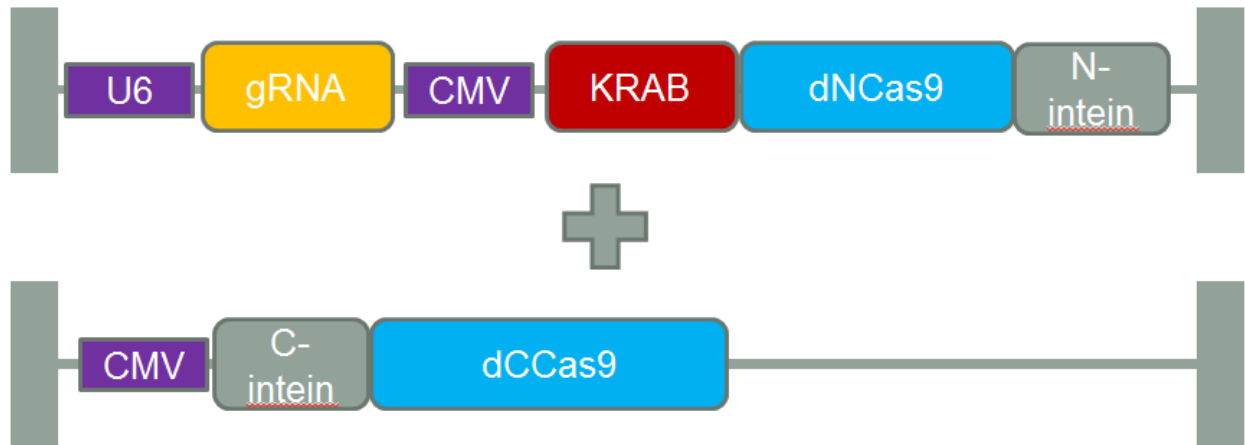 U6
gRNA
CMV
KRAB
dNCas9
N-
intein
CMV
C-
intein
dCCas9